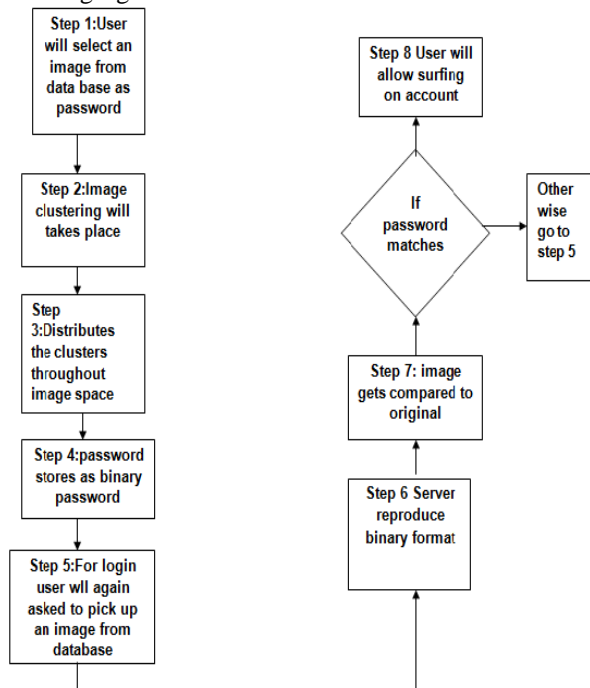 Step 1:User
will select an
image from
data base as
password
Step 2:Image
clustering will
takes place
Step
3:Distributes
the clusters
throughout
image space
Step 4:password
stores as binary
password
Step 5:For login
user wll again
asked to pick up
an image from
database
Step 6 Server
reproduce
binary format
Step 7: image
gets compared to
original
If
password
matches
Other
wise
go to
step 5
Step 8 User will
allow surfing
on account